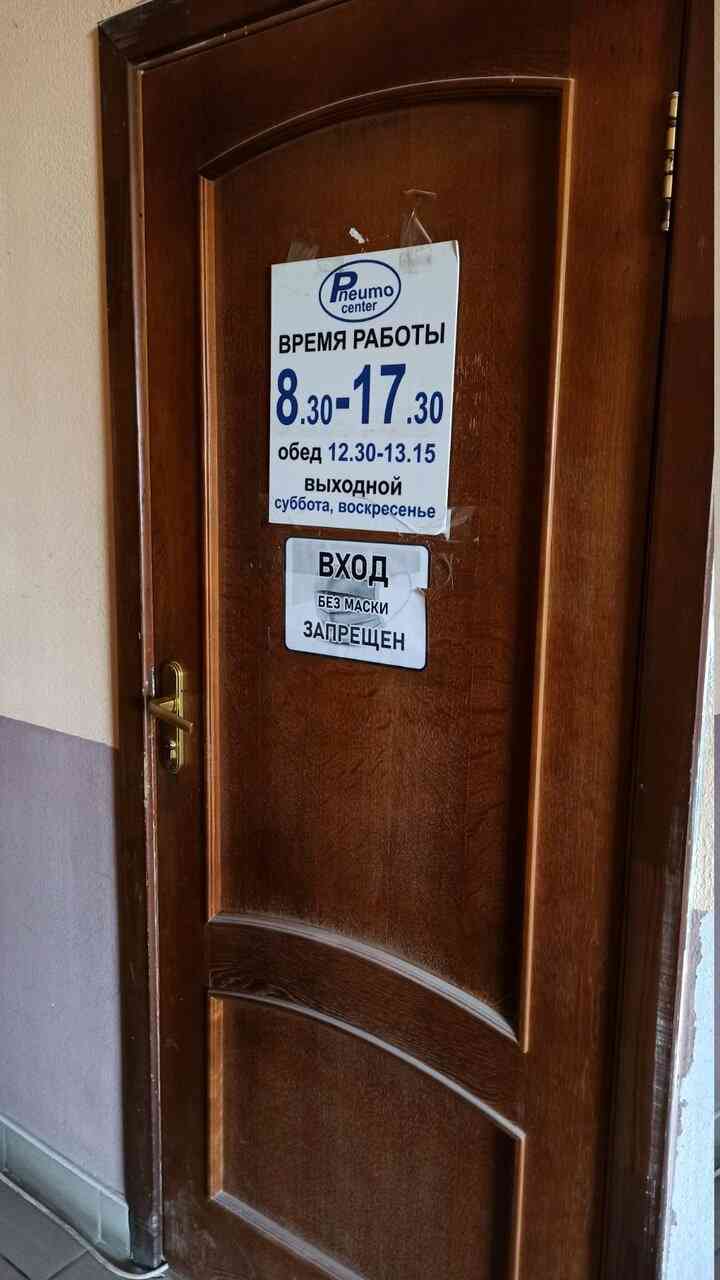 Pneumo
center
ВРЕМЯ РАБОТЫ
8.30-17.30
обед 12.30-13.15
выходной
суббота, воскресенье
ВХОД
БЕЗ МАСКИ
ЗАПРЕЩЕН